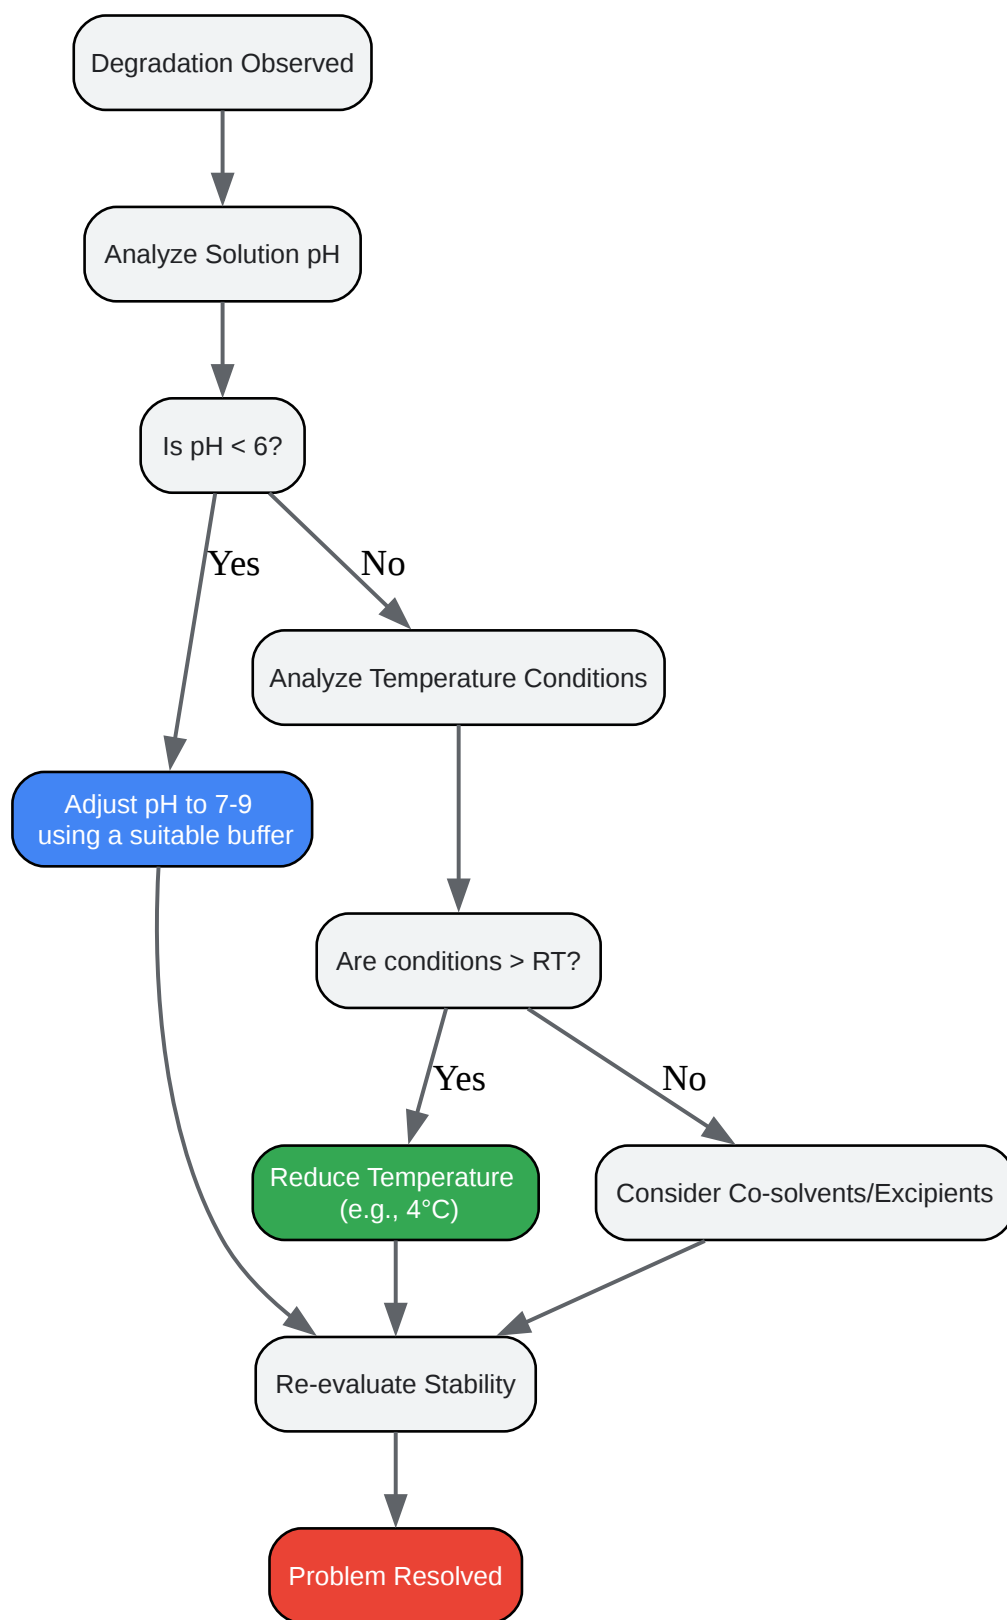 Degradation Observed
Analyze Solution pH
Is pH < 6?
Yes
No
Analyze Temperature Conditions
Adjust pH to 7-9
using a suitable buffer
Are conditions > RT?
Yes
No
Reduce Temperature
(e.g., 4°C)
Consider Co-solvents/Excipients
Re-evaluate Stability
Problem Resolved